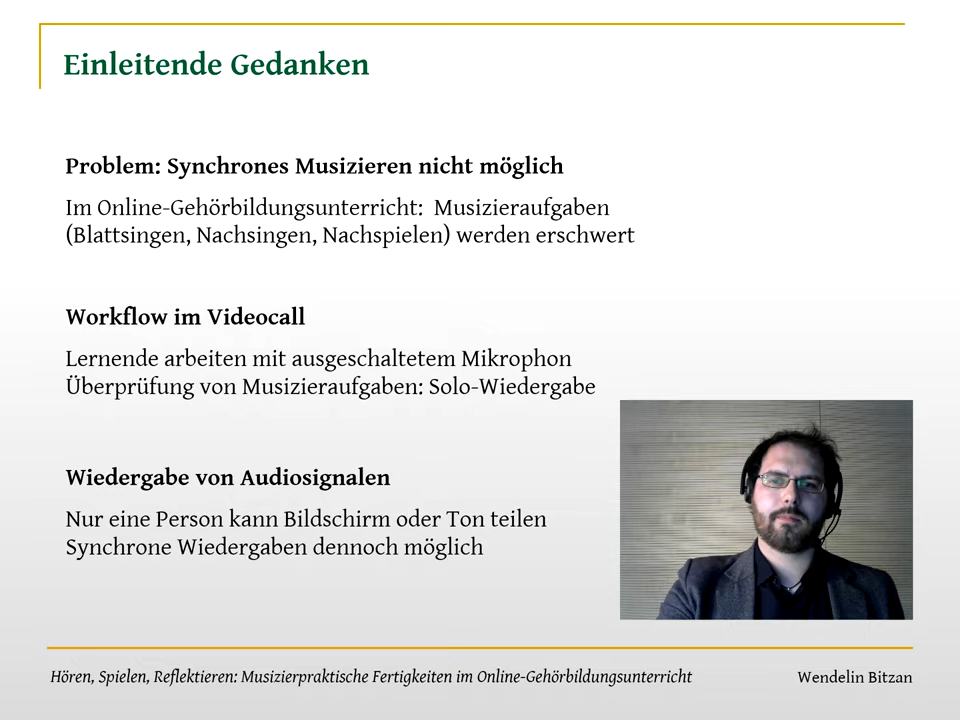 Einleitende Gedanken
Problem: Synchrones Musizieren nicht möglich
Im Online-Gehörbildungsunterricht: Musizieraufgaben
(Blattsingen, Nachsingen, Nachspielen) werden erschwert
Workflow im Videocall
Lernende arbeiten mit ausgeschaltetem Mikrophon
Überprüfung von Musizieraufgaben: Solo-Wiedergabe
Wiedergabe von Audiosignalen
Nur eine Person kann Bildschirm oder Ton teilen
Synchrone Wiedergaben dennoch möglich
Hören, Spielen, Reflektieren: Musizierpraktische Fertigkeiten im Online-Gehörbildungsunterricht
Wendelin Bitzan